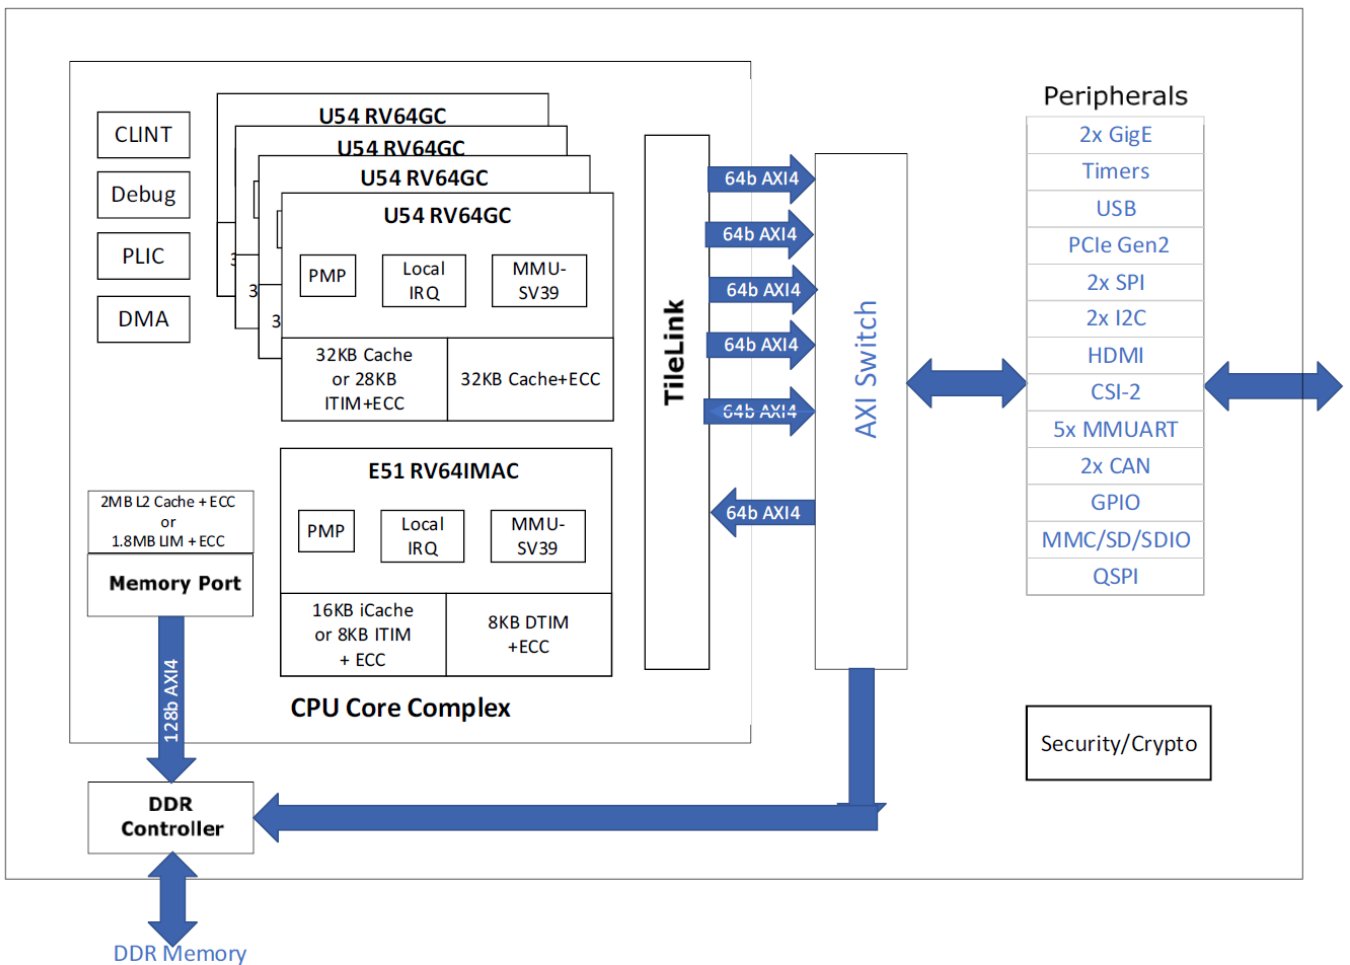 CLINT
Debug
PLIC
DMA
U54 RV64GC
U54 RV64GC
U54 RV64GC
U54 RV64GC
3
3
3
PMP
Local
IRQ
MMU-
SV39
32KB Cache
or 28KB
ITIM+ECC
32KB Cache+ECC
E51 RV64IMAC
PMP
Local
IRQ
MMU-
SV39
16KB iCache
or 8KB ITIM
+ ECC
8KB DTIM
+ECC
2MB L2 Cache + ECC
or
1.8MB LIM + ECC
Memory Port
128b AXI4
CPU Core Complex
TileLink
64b AXI4
64b AXI4
64b AXI4
64b AXI4
64b AXI4
64b AXI4
AXI Switch
Peripherals
2x GigE
Timers
USB
PCIe Gen2
2x SPI
2x I2C
HDMI
CSI-2
5x MMUART
2x CAN
GPIO
MMC/SD/SDIO
QSPI
Security/Crypto
DDR
Controller
DDR Memory